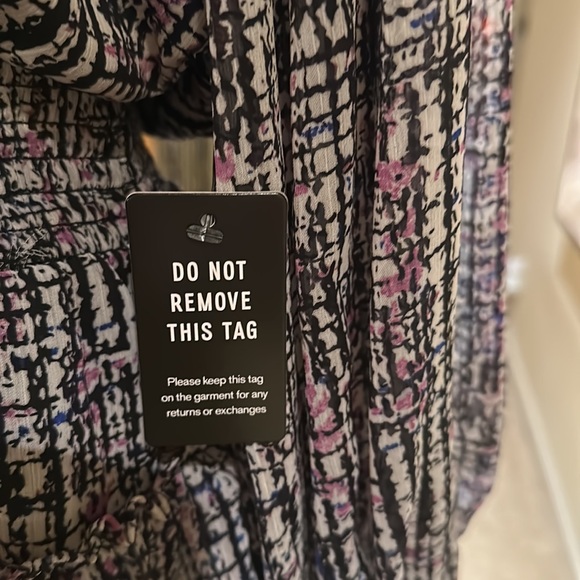 DO NOT
REMOVE
THIS TAG
Please keep this tag
on the garment for any
returns or exchanges